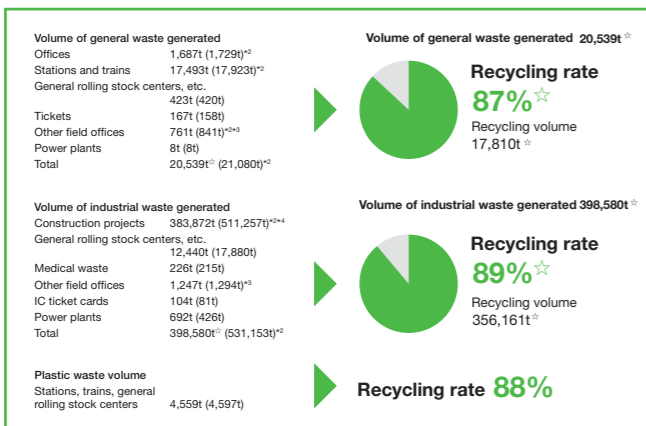 Volume of general waste generated
Offices 1,687t (1,729t)*2
Stations and trains 17,493t (17,923t)*2
General rolling stock centers, etc.
423t (420t)
Tickets 167t (158t)
Other field offices 761t (841t)*2*3
Power plants 8t (8t)
Total 20,539t☆ (21,080t)*2
Volume of general waste generated 20,539t☆
Recycling rate
87%☆
Recycling volume
17,810t☆
Volume of industrial waste generated
Construction projects 383,872t (511,257t)*2*4
General rolling stock centers, etc.
12,440t (17,880t)
Medical waste 226t (215t)
Other field offices 1,247t (1,294t)*3
IC ticket cards 104t (81t)
Power plants 692t (426t)
Total 398,580t☆ (531,153t)*2
Volume of industrial waste generated 398,580t☆
Recycling rate
89%☆
Recycling volume
356,161t☆
Plastic waste volume
Stations, trains, general
rolling stock centers 4,559t (4,597t)
Recycling rate 88%